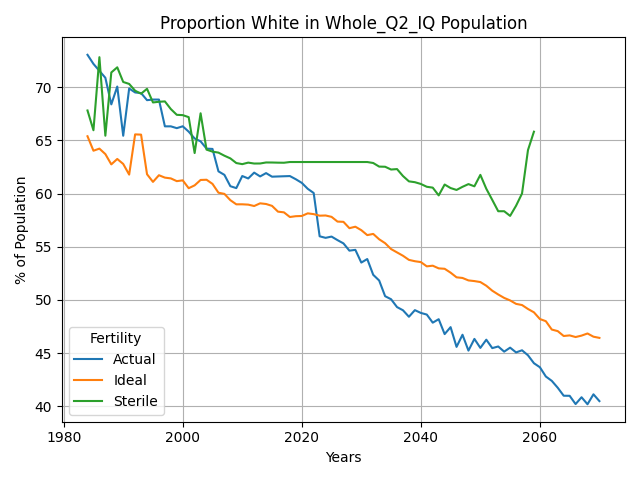 Proportion White in Whole_Q2_IQ Population
% of Population
70
65
60
55
50
45
40
Fertility
Actual
Ideal
Sterile
1980
2000
2020
2040
2060
Years